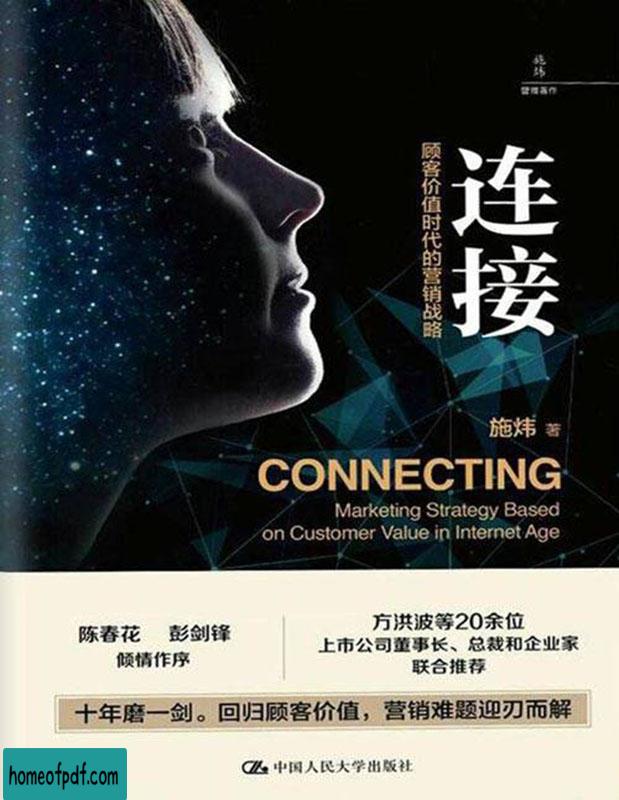 施炜
管理著作
连接
顾客价值时代的营销战略
施炜 著
CONNECTING
Marketing Strategy Based
on Customer Value in Internet Age
陈春花 彭剑锋
倾情作序
方洪波等20余位
上市公司董事长、总裁和企业家
联合推荐
十年磨一剑。回归顾客价值，营销难题迎刃而解
中国人民大学出版社
homeofpdf.com